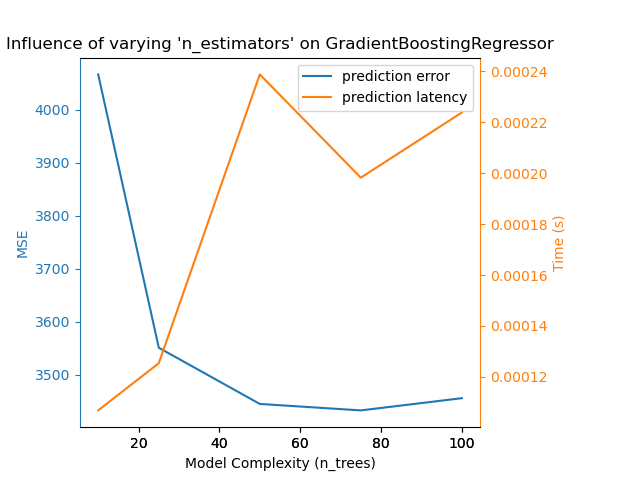 Influence of varying 'n_estimators' on GradientBoostingRegressor
prediction error
prediction latency
4000
3900
3800
3700
3600
3500
MSE
0.00024
0.00022
0.00020
0.00018
0.00016
0.00014
0.00012
Time (s)
20 40 60 80 100
Model Complexity (n_trees)